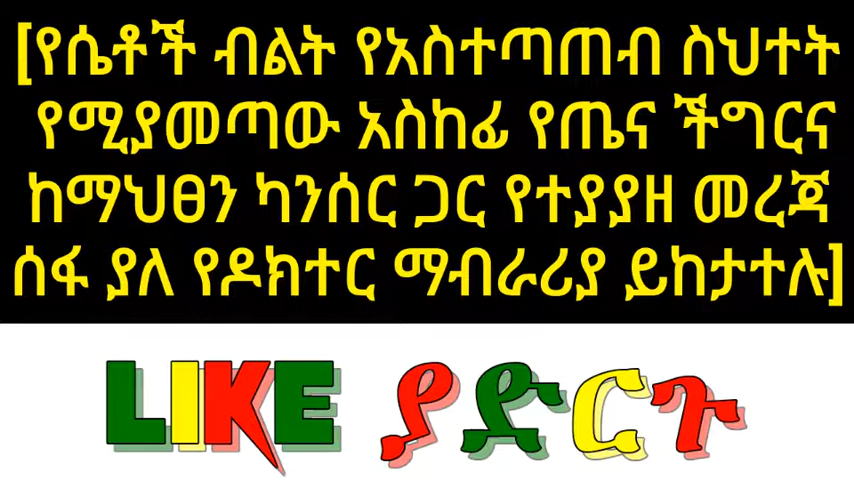 [የሴቶች ብልት የአስተጣጠብ ስህተት
የሚያመጣው አስከፊ የጤና ችግርና
ከማህፀን ካንሰር ጋር የተያያዘ መረጃ
ሰፋ ያለ የዶክተር ማብራሪያ ይከታተሉ]
LIKE ያድርጉ